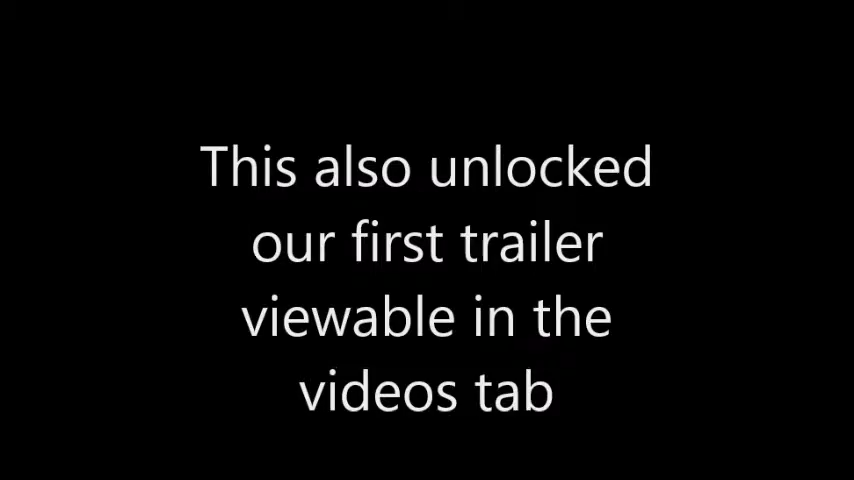 This also unlocked
our first trailer
viewable in the
videos tab